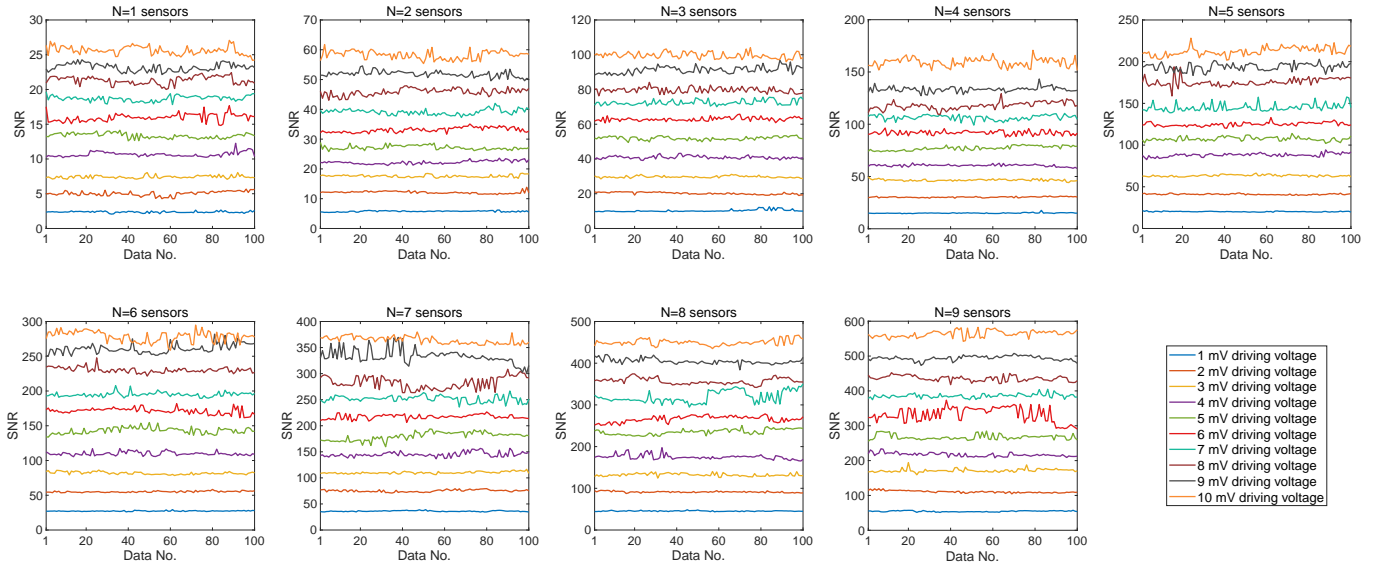 N=1 sensors
30
25
20
15
10
5
0
SNR
1 20 40 60 80 100
Data No.
N=2 sensors
70
60
50
40
30
20
10
0
SNR
1 20 40 60 80 100
Data No.
N=3 sensors
120
100
80
60
40
20
0
SNR
1 20 40 60 80 100
Data No.
N=4 sensors
200
150
100
50
0
SNR
1 20 40 60 80 100
Data No.
N=5 sensors
250
200
150
100
50
0
SNR
1 20 40 60 80 100
Data No.
N=6 sensors
300
250
200
150
100
50
0
SNR
1 20 40 60 80 100
Data No.
N=7 sensors
400
350
300
250
200
150
100
50
0
SNR
1 20 40 60 80 100
Data No.
N=8 sensors
500
400
300
200
100
0
SNR
1 20 40 60 80 100
Data No.
N=9 sensors
600
500
400
300
200
100
0
SNR
1 20 40 60 80 100
Data No.
1 mV driving voltage
2 mV driving voltage
3 mV driving voltage
4 mV driving voltage
5 mV driving voltage
6 mV driving voltage
7 mV driving voltage
8 mV driving voltage
9 mV driving voltage
10 mV driving voltage